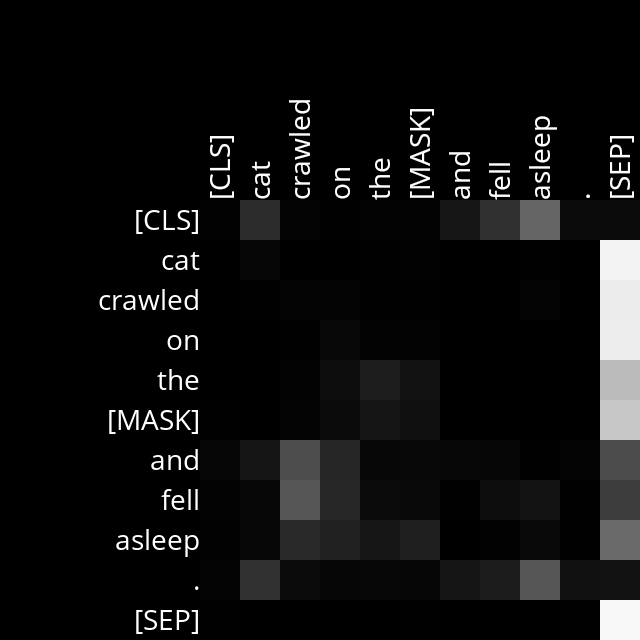 [CLS] cat crawled on the [MASK] and fell asleep . [SEP]
[CLS]
cat
crawled
on
the
[MASK]
and
fell
asleep
.
[SEP]